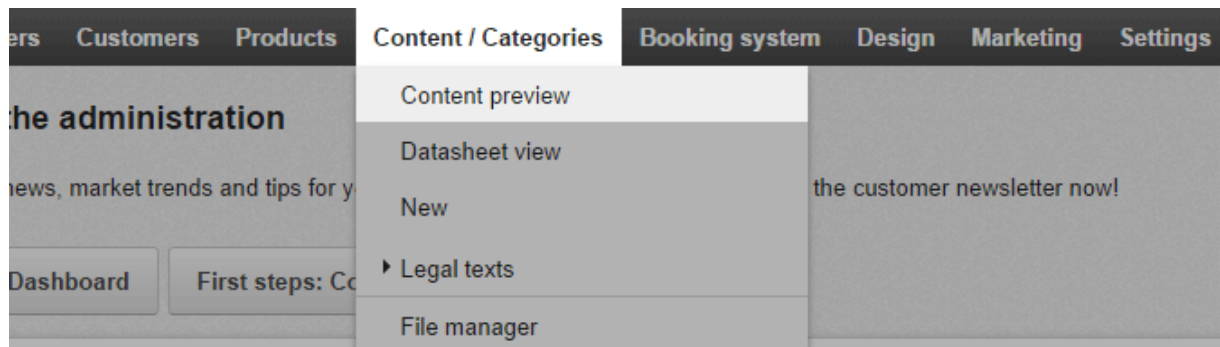 ers Customers Products Content / Categories Booking system Design Marketing Settings
the administration
Content preview
Datasheet view
news, market trends and tips for y
the customer newsletter now!
New
Dashboard
First steps: Co
Legal texts
File manager